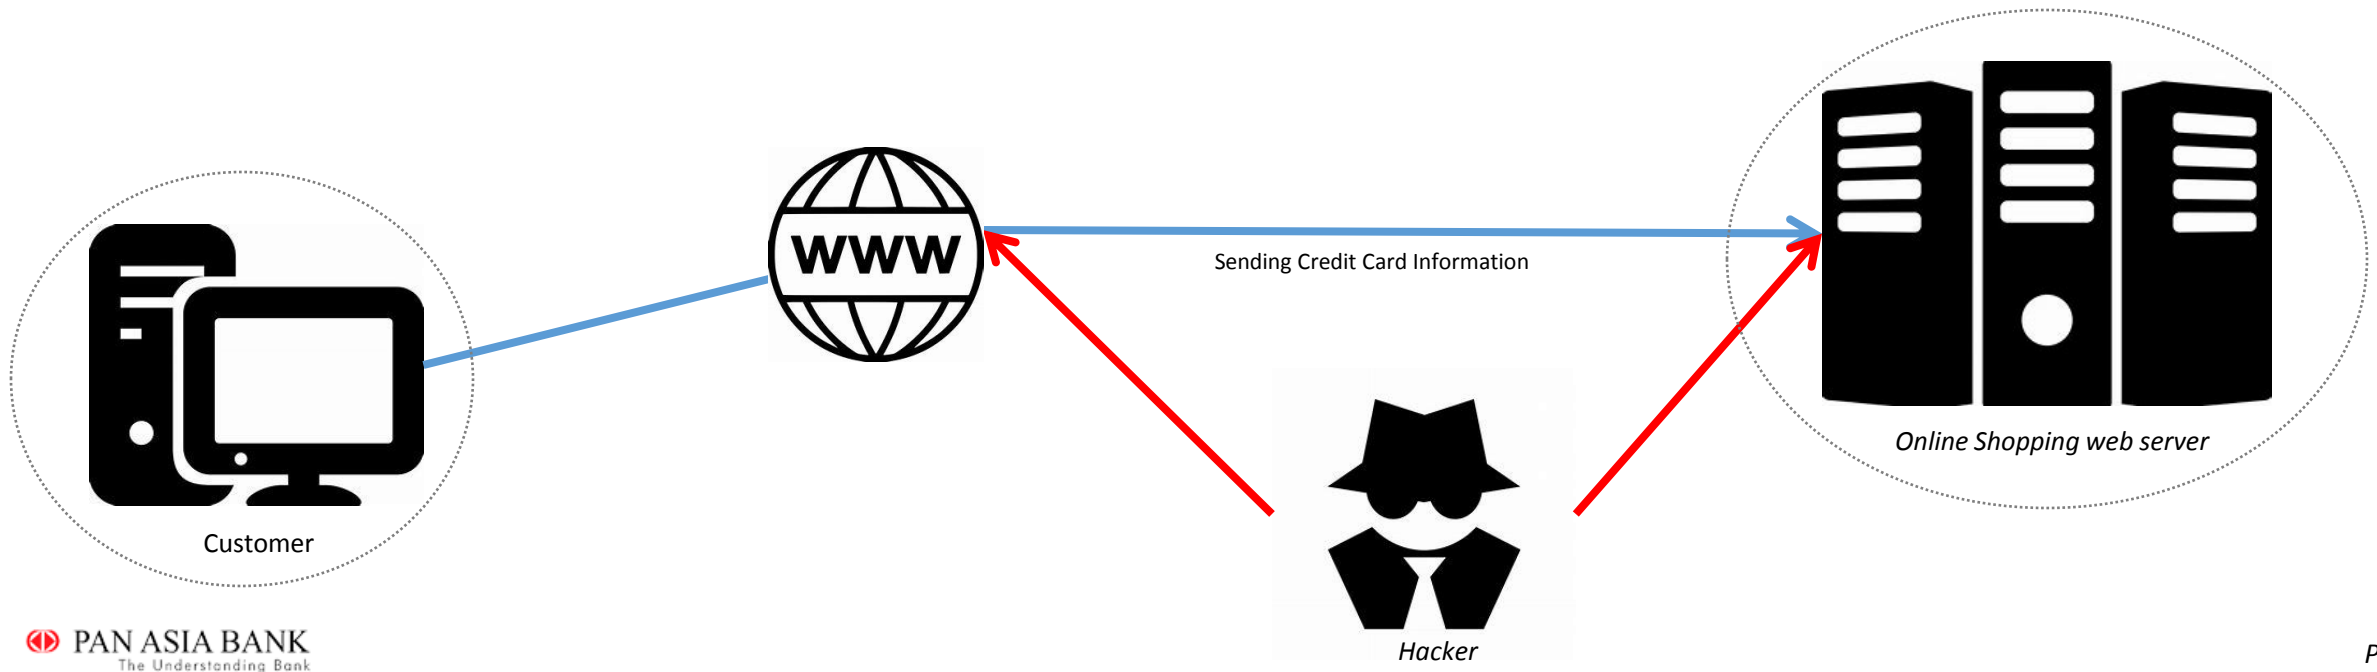 WWW
Sending Credit Card Information
Online Shopping web server
Customer
Hacker
PAN ASIA BANK
The Understanding Bank
P